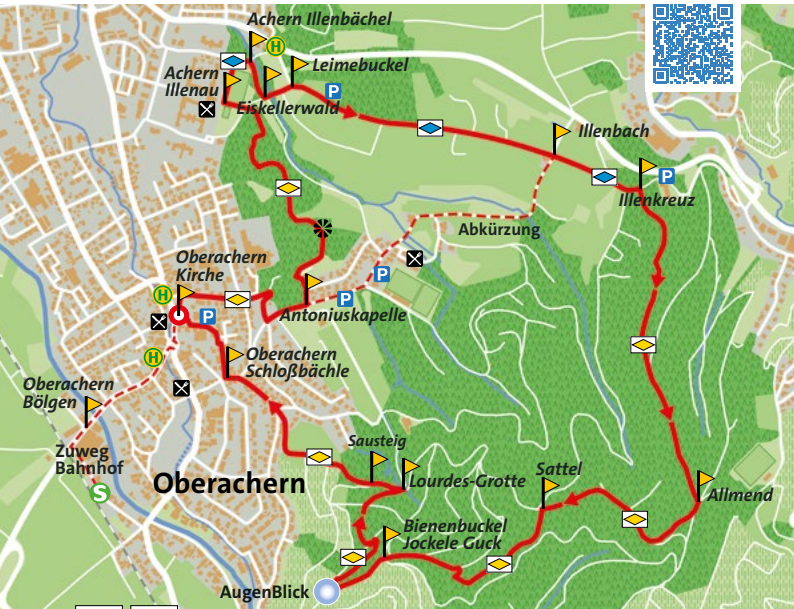 Achern Illenbächel
H
Leimebuckel
Achern
Illenau
P
Eiskellerwald
Illenbach
P
Illenkreuz
Abkürzung
Oberachern
Kirche
P
H
P
Antoniuskapelle
P
H
Oberachern
Schloßbächle
Oberachern
Bölgen
Zuweg
Bahnhof
S
Oberachern
Sausteig
Lourdes-Grotte
Sattel
Allmend
Bienenbuckel
Jockele Guck
AugenBlick